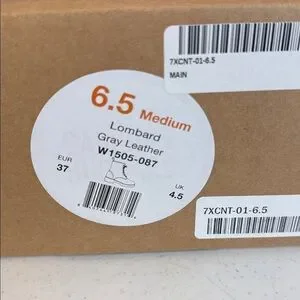 7XCNT-01-6.5
MAIN
6.5 Medium
Lombard
Gray Leather
W1505-087
EUR
37
UK
4.5
7XCNT-01-6.5